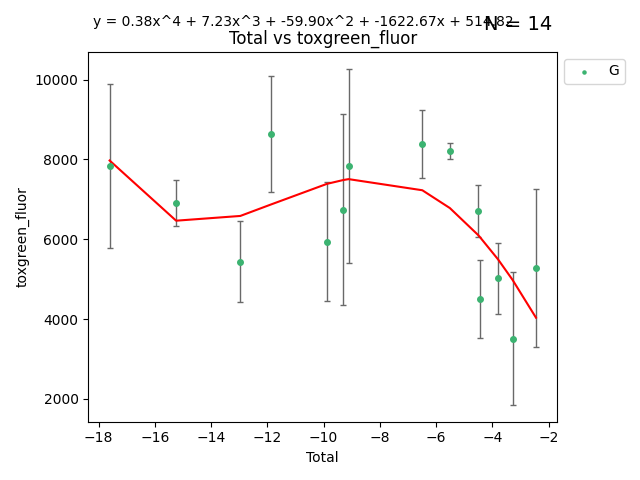 y = 0.38x^4 + 7.23x^3 + -59.90x^2 + -1622.67x + 514.82
N = 14
Total vs toxgreen_fluor
G
10000
8000
6000
4000
2000
toxgreen_fluor
−18 −16 −14 −12 −10 −8 −6 −4 −2
Total